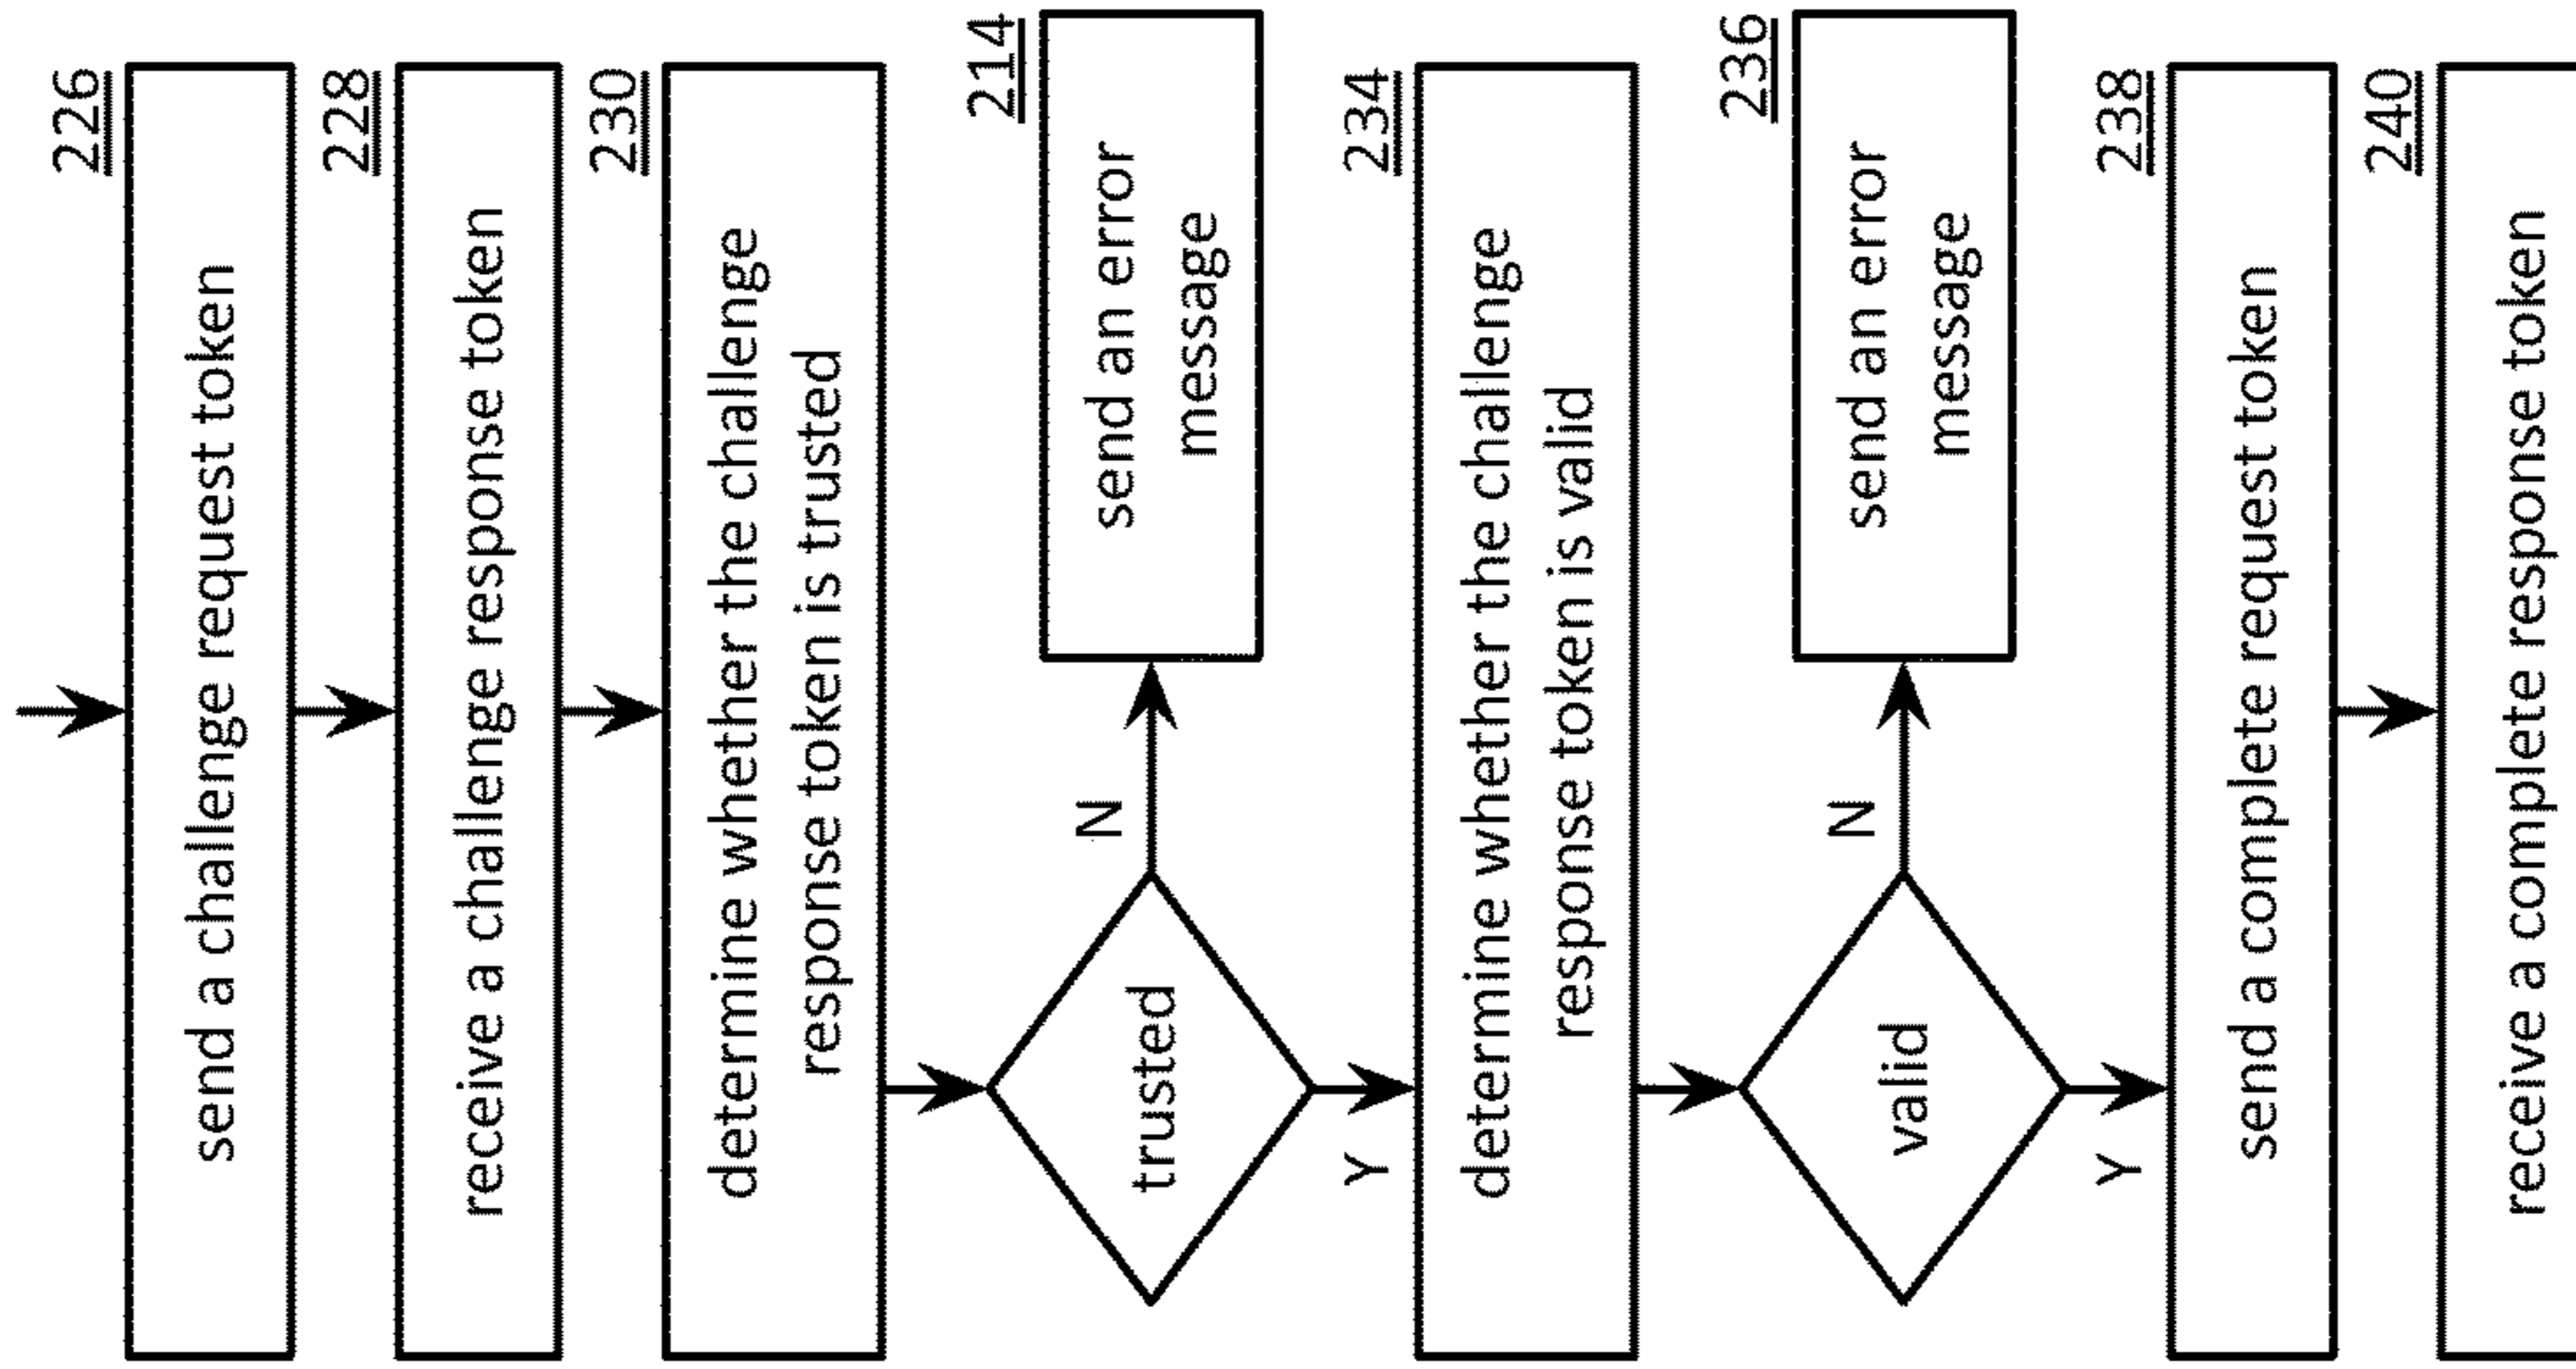 226
send a challenge request token
228
receive a challenge response token
230
determine whether the challenge
response token is trusted
trusted
N
214
send an error
message
Y
234
determine whether the challenge
response token is valid
valid
N
236
send an error
message
Y
238
send a complete request token
240
receive a complete response token